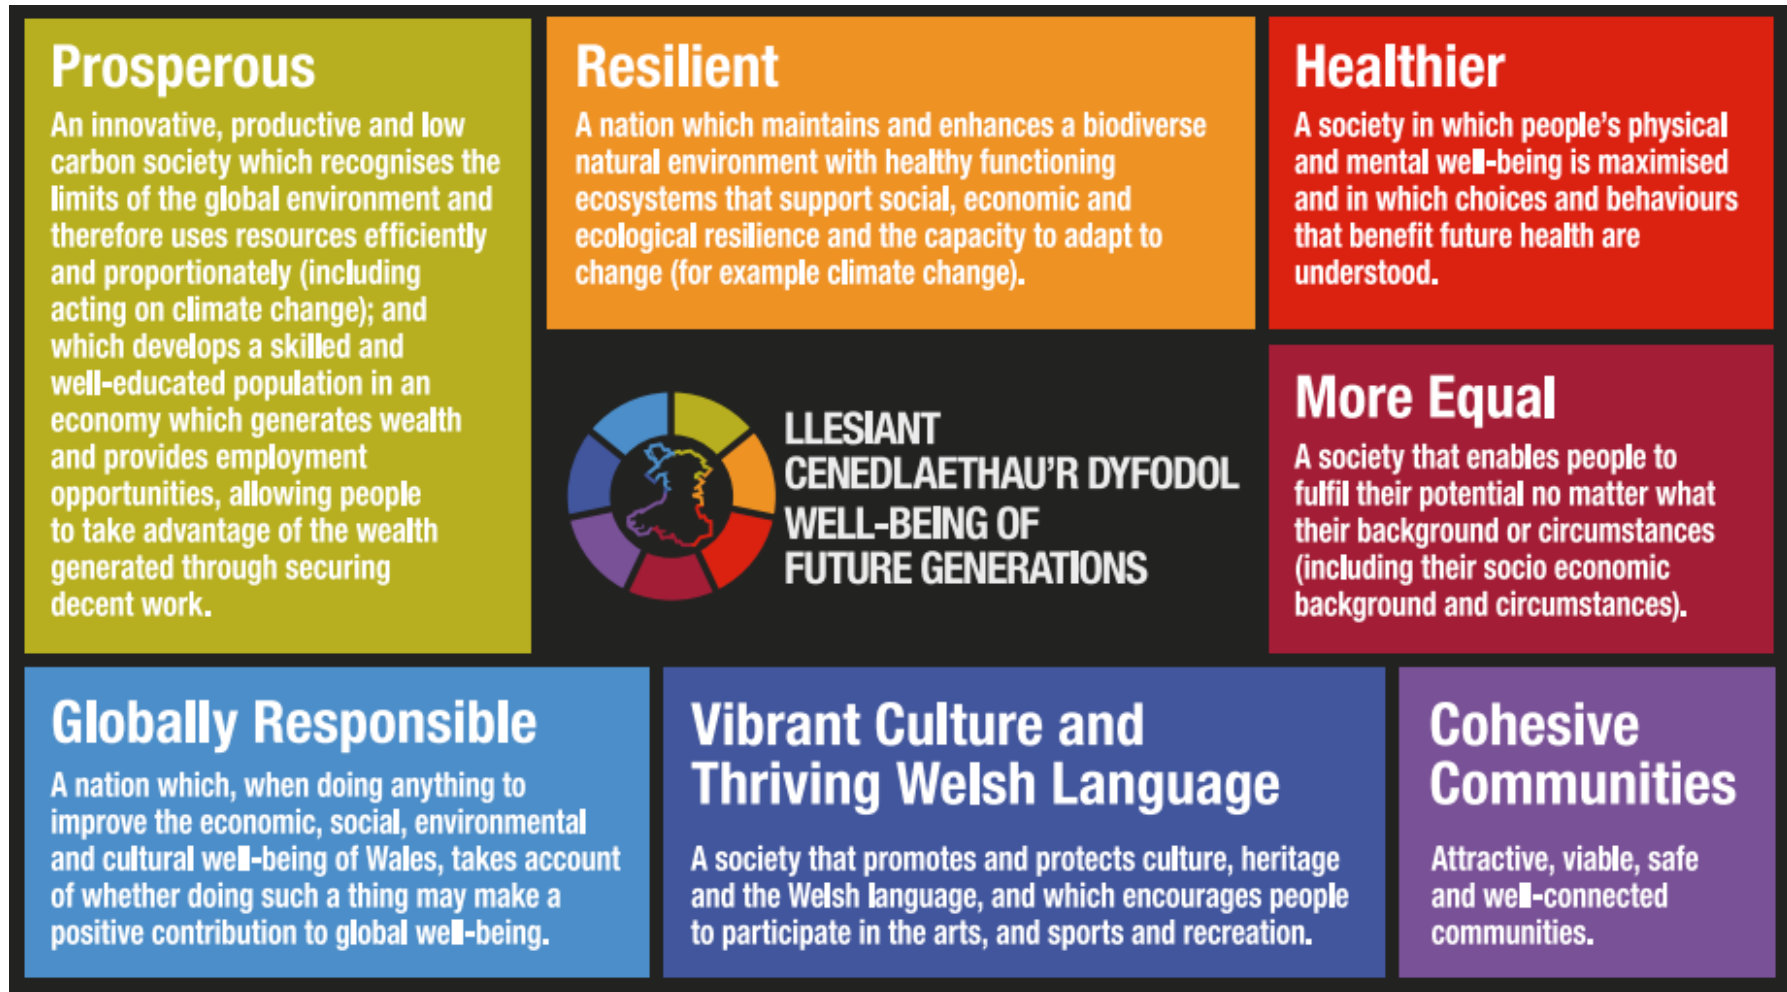 Prosperous
An innovative, productive and low
carbon society which recognises the
limits of the global environment and
therefore uses resources efficiently
and proportionately (including
acting on climate change); and
which develops a skilled and
well-educated population in an
economy which generates wealth
and provides employment
opportunities, allowing people
to take advantage of the wealth
generated through securing
decent work.
Resilient
A nation which maintains and enhances a biodiverse
natural environment with healthy functioning
ecosystems that support social, economic and
ecological resilience and the capacity to adapt to
change (for example climate change).
Healthier
A society in which people's physical
and mental well-being is maximised
and in which choices and behaviours
that benefit future health are
understood.
LLESIANT
CENEDLAETHAU'R DYFODOL
WELL-BEING OF
FUTURE GENERATIONS
More Equal
A society that enables people to
fulfil their potential no matter what
their background or circumstances
(including their socio economic
background and circumstances).
Globally Responsible
A nation which, when doing anything to
improve the economic, social, environmental
and cultural well-being of Wales, takes account
of whether doing such a thing may make a
positive contribution to global well-being.
Vibrant Culture and
Thriving Welsh Language
A society that promotes and protects culture, heritage
and the Welsh language, and which encourages people
to participate in the arts, and sports and recreation.
Cohesive
Communities
Attractive, viable, safe
and well-connected
communities.